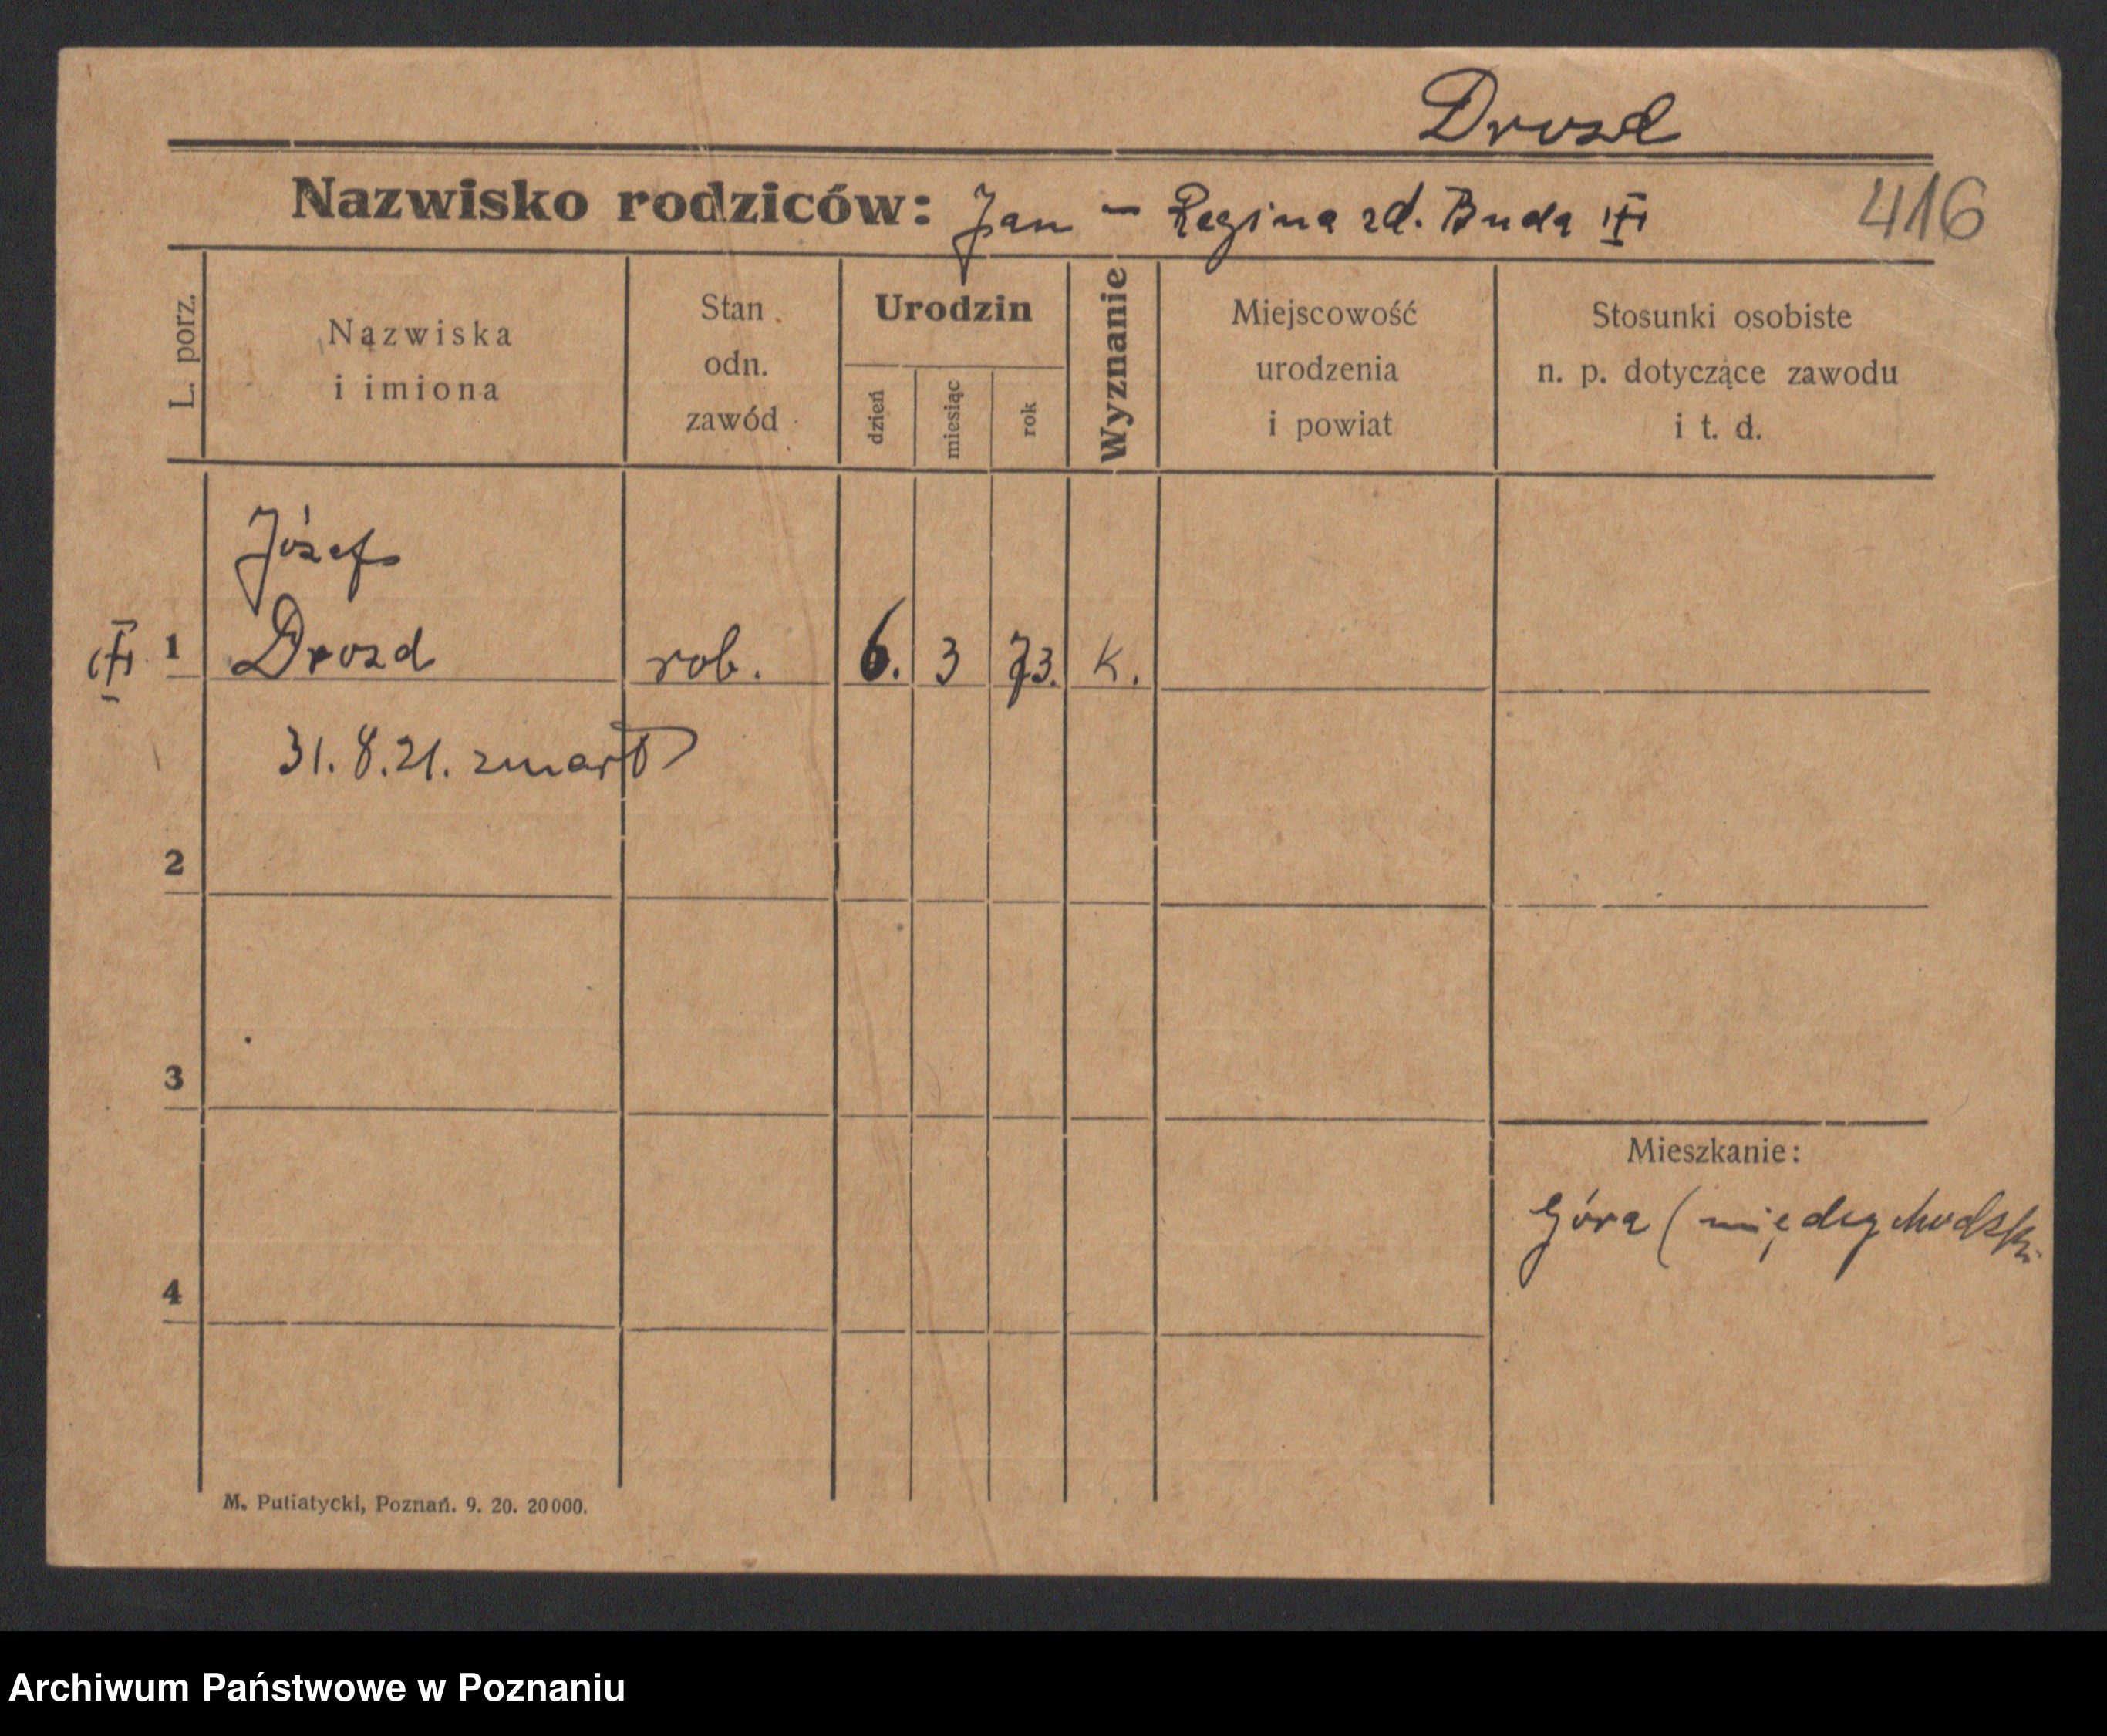 Drozd
Nazwisko rodziców: Jan - Regina zd. Buda
416
L. porz.
Nazwiska
i imiona
Stan
odn.
zawód
Urodzin
dzień
miesiąc
rok
Wyznanie
Miejscowość
urodzenia
i powiat
Stosunki osobiste
n. p. dotyczące zawodu
i t. d.
Józef
1 Drozd rob. 6. 3 73. K.
31.8.21. zmarł
2
3
Mieszkanie:
Góra (międzychodzki
4
M. Putiatycki, Poznań. 9. 20. 20000.
Archiwum Państwowe w Poznaniu